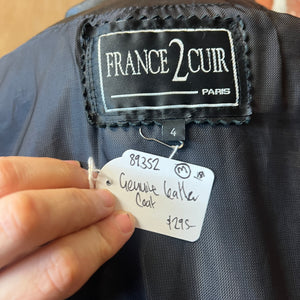 FRANCE 2 CUIR
PARIS
4
89352 M
Genuine Leather
Coat
$295-